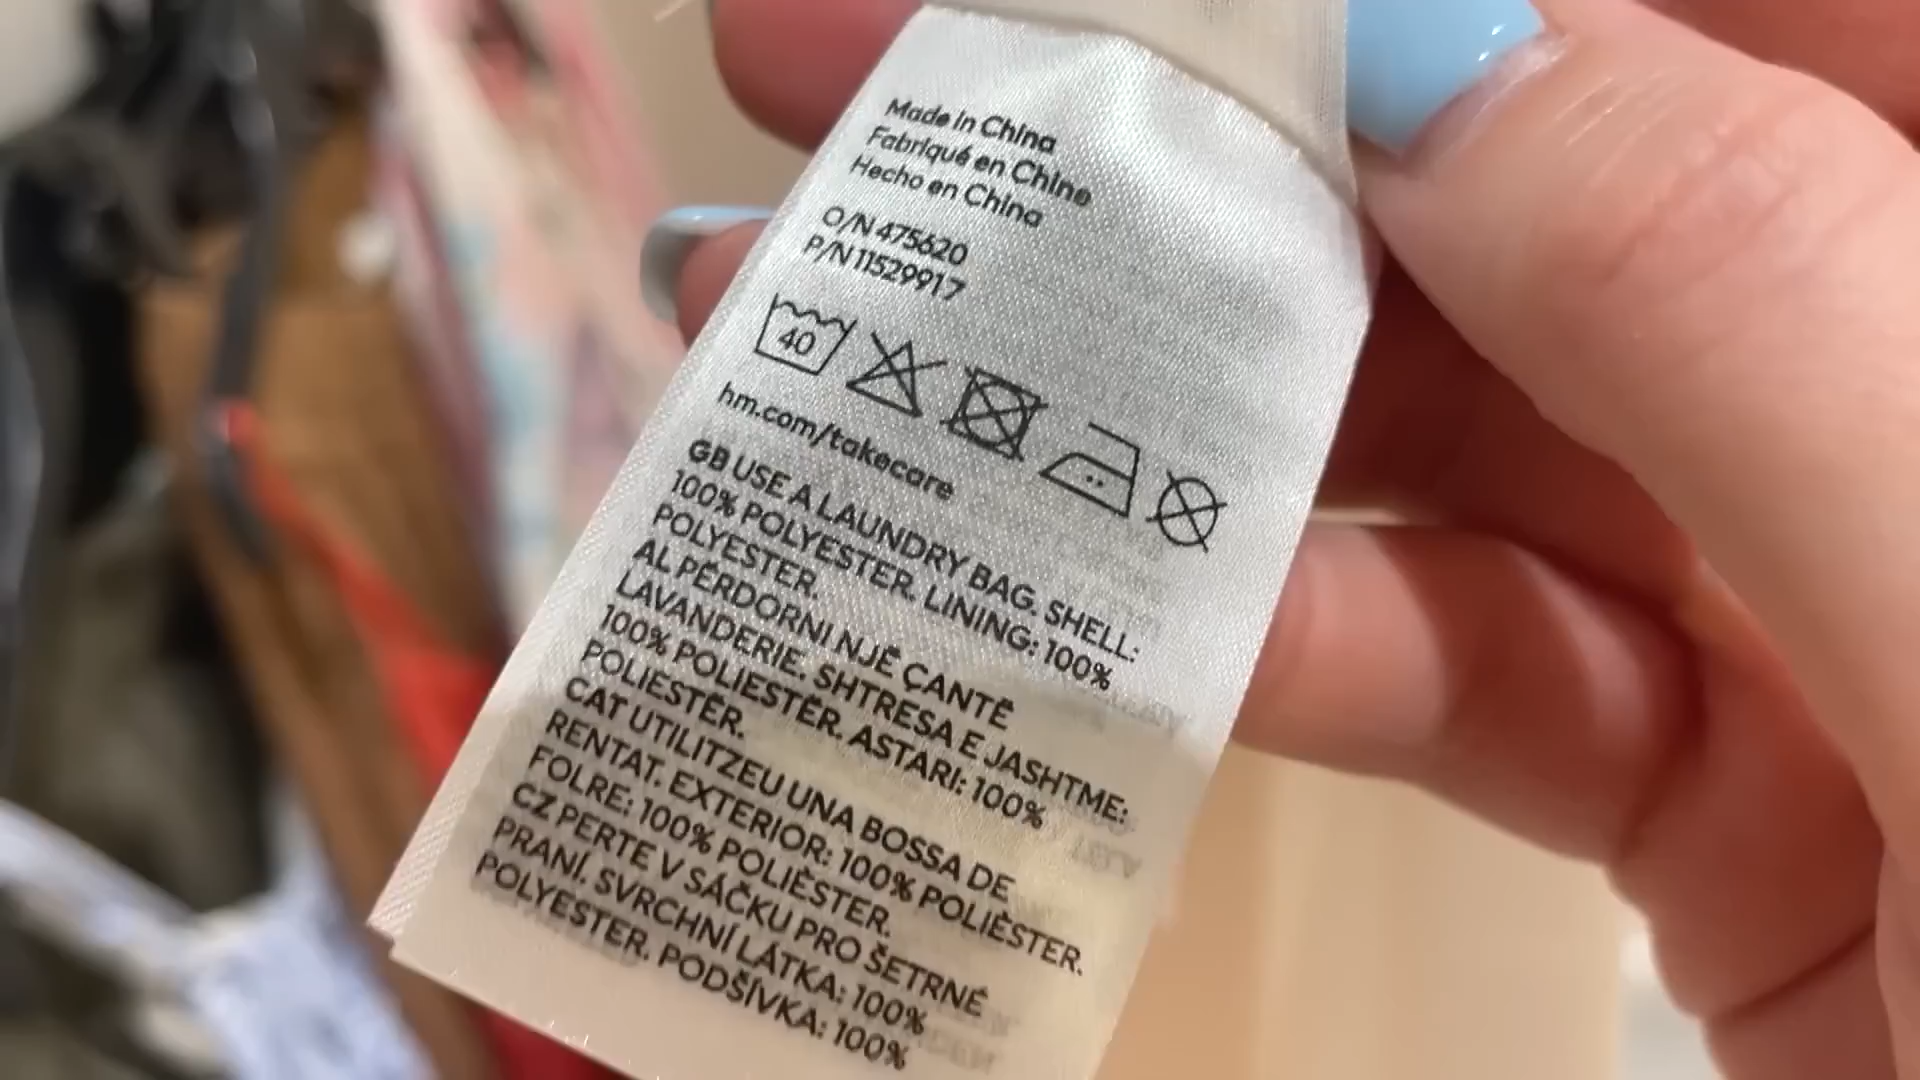 Made in China
Fabriqué en Chine
Hecho en China
O/N 475620
P/N 11529917
40
hm.com/takecare
GB USE A LAUNDRY BAG. SHELL:
100% POLYESTER. LINING: 100%
POLYESTER.
AL PËRDORNI NJË ÇANTË
LAVANDERIE. SHTRESA E JASHTME:
100% POLIESTËR. ASTARI: 100%
POLIESTËR.
CAT UTILITZEU UNA BOSSA DE
RENTAT. EXTERIOR: 100% POLIÈSTER.
FOLRE: 100% POLIÈSTER.
CZ PERTE V SÁČKU PRO ŠETRNÉ
PRANÍ. SVRCHNÍ LÁTKA: 100%
POLYESTER. PODŠÍVKA: 100%